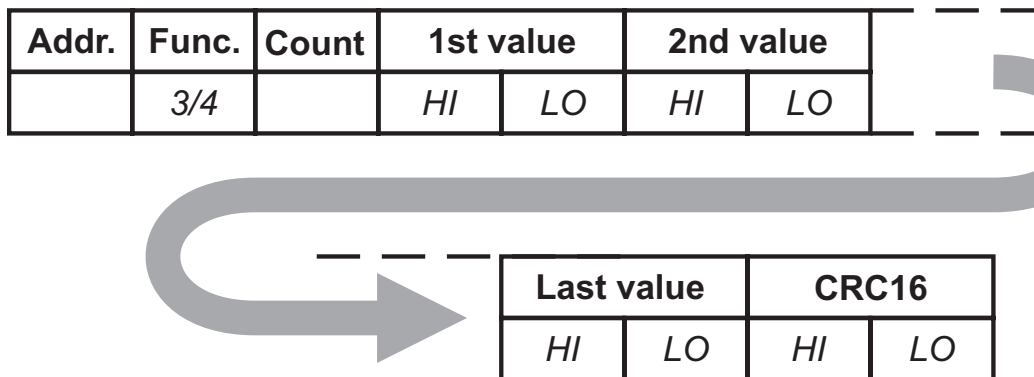 Addr. Func. Count 1st value 2nd value
3/4 HI LO HI LO
Last value CRC16
HI LO HI LO